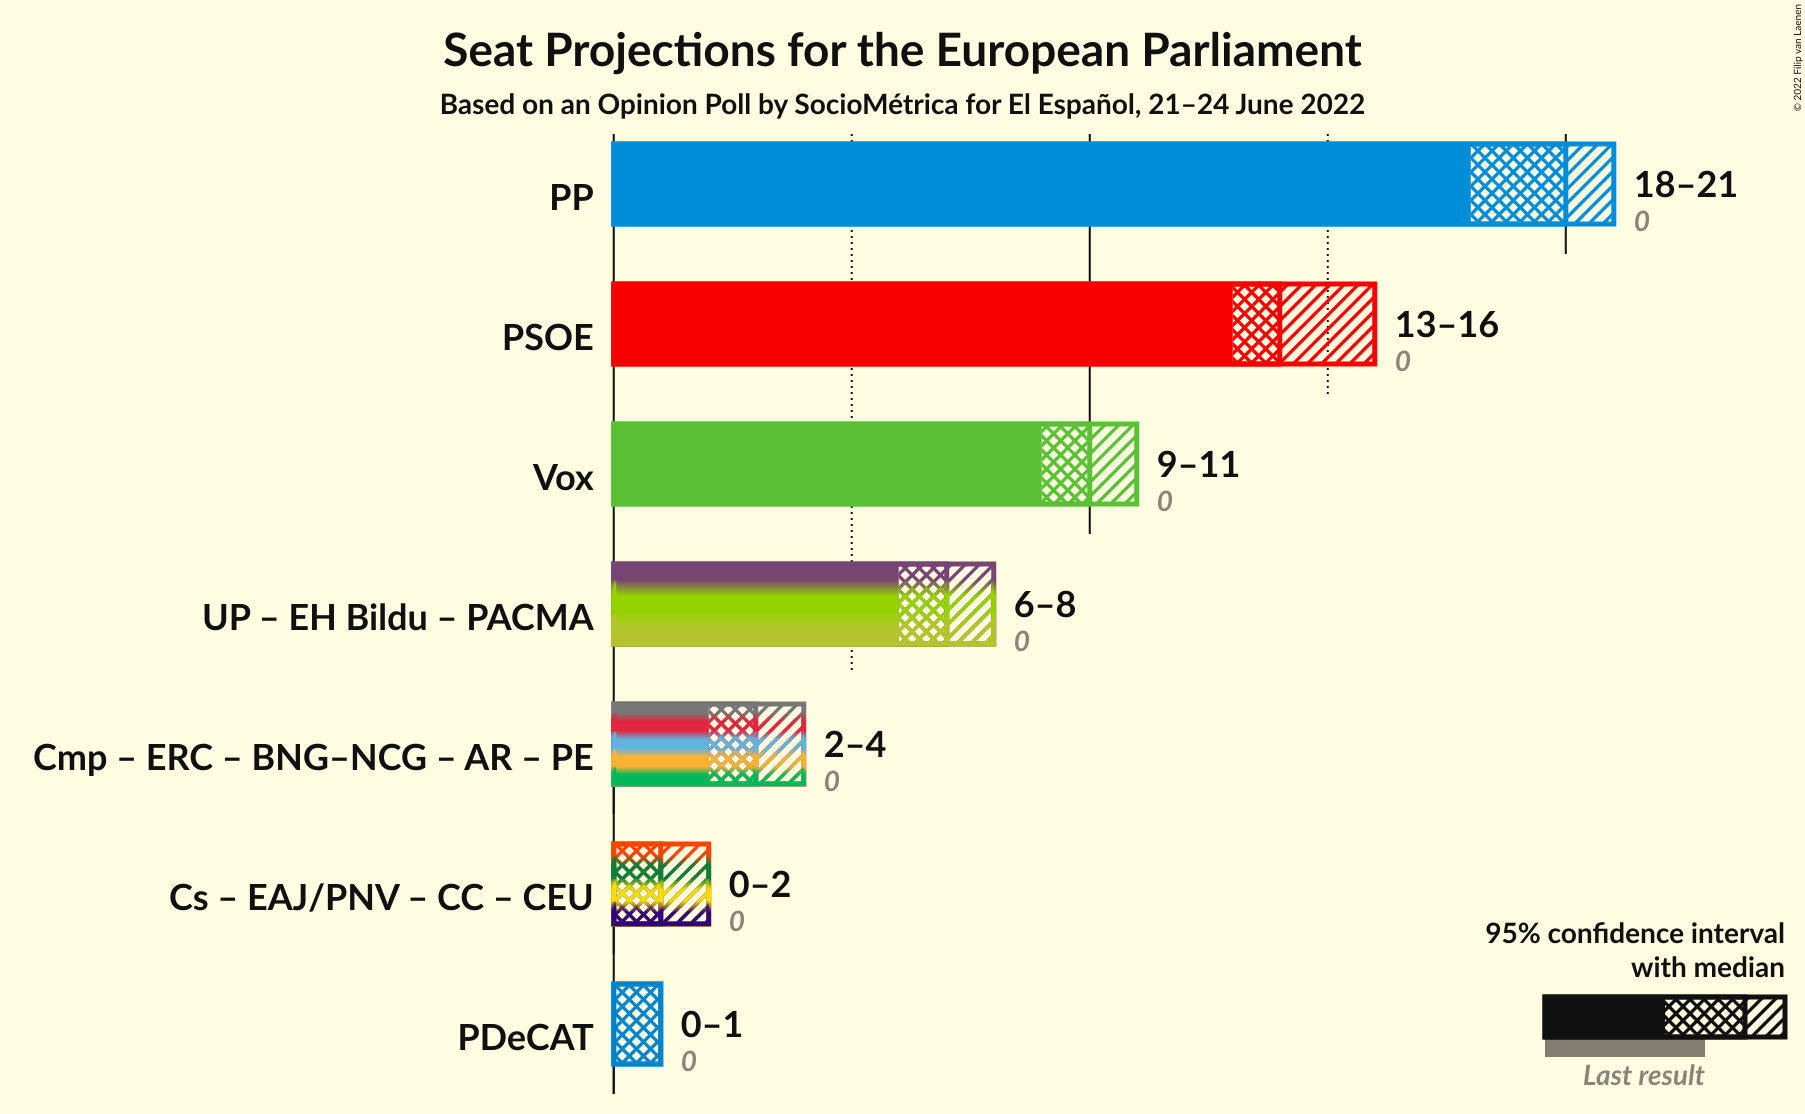 Seat Projections for the European Parliament
Based on an Opinion Poll by SocioMétrica for El Español, 21–24 June 2022
© 2022 Filip van Laenen
PP
18–21
0
PSOE
13–16
0
Vox
9–11
0
UP – EH Bildu – PACMA
6–8
0
Cmp – ERC – BNG–NCG – AR – PE
2–4
0
Cs – EAJ/PNV – CC – CEU
0–2
0
PDeCAT
0–1
0
95% confidence interval
with median
Last result